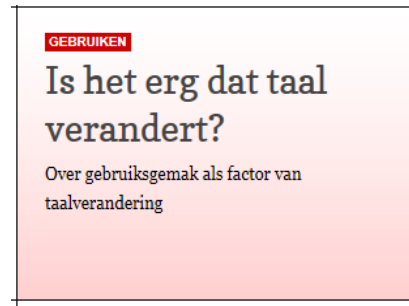 GEBRUIKEN
Is het erg dat taal
verandert?
Over gebruiksgemak als factor van
taalverandering